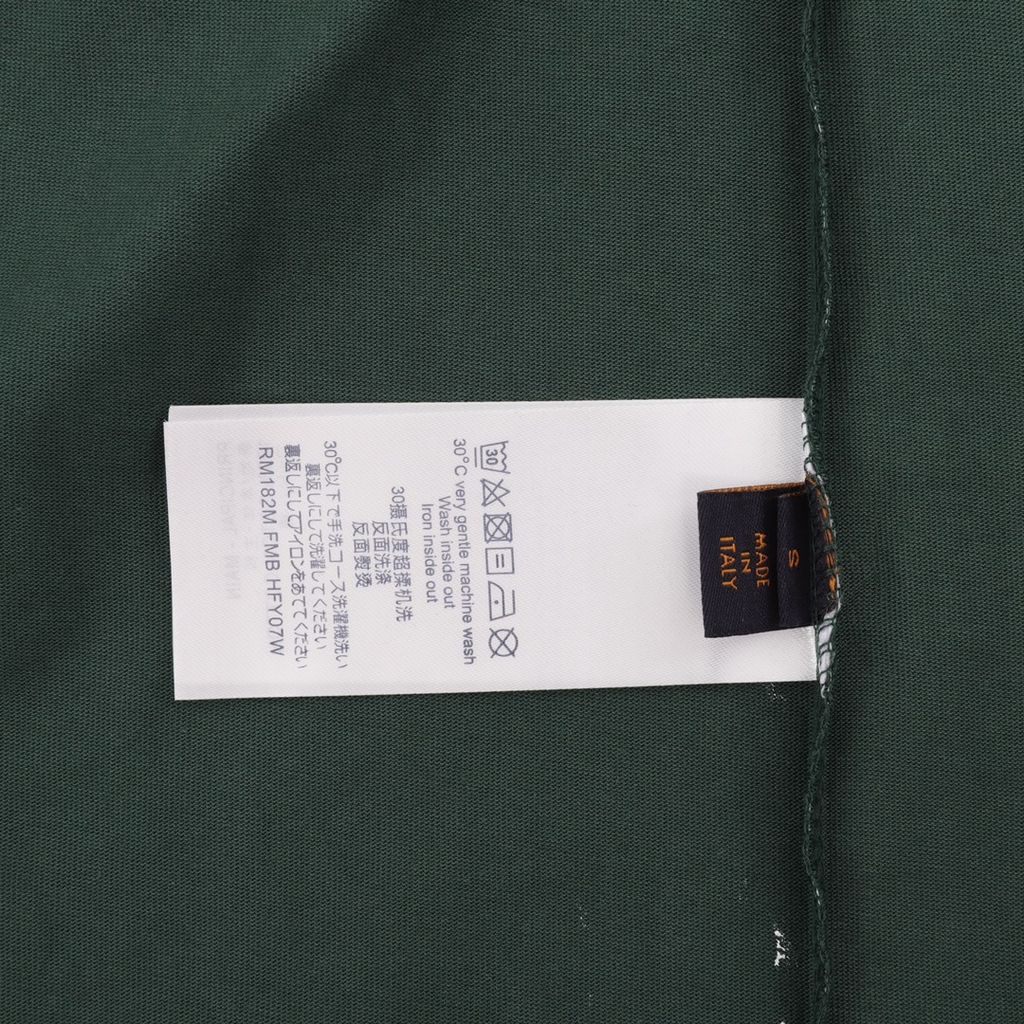 30
30°C very gentle machine wash
Wash inside out
Iron inside out
30摄氏度超柔机洗
反面洗涤
反面熨烫
30℃以下で手洗コース洗濯機洗い
裏返しにして洗濯してください
裏返しにしてアイロンをあててください
RM182M FMB HFY07W
S
MADE
IN
ITALY